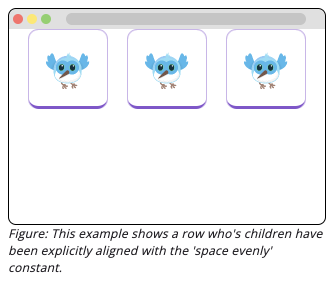 Figure: This example shows a row who's children have
been explicitly aligned with the 'space evenly'
constant.